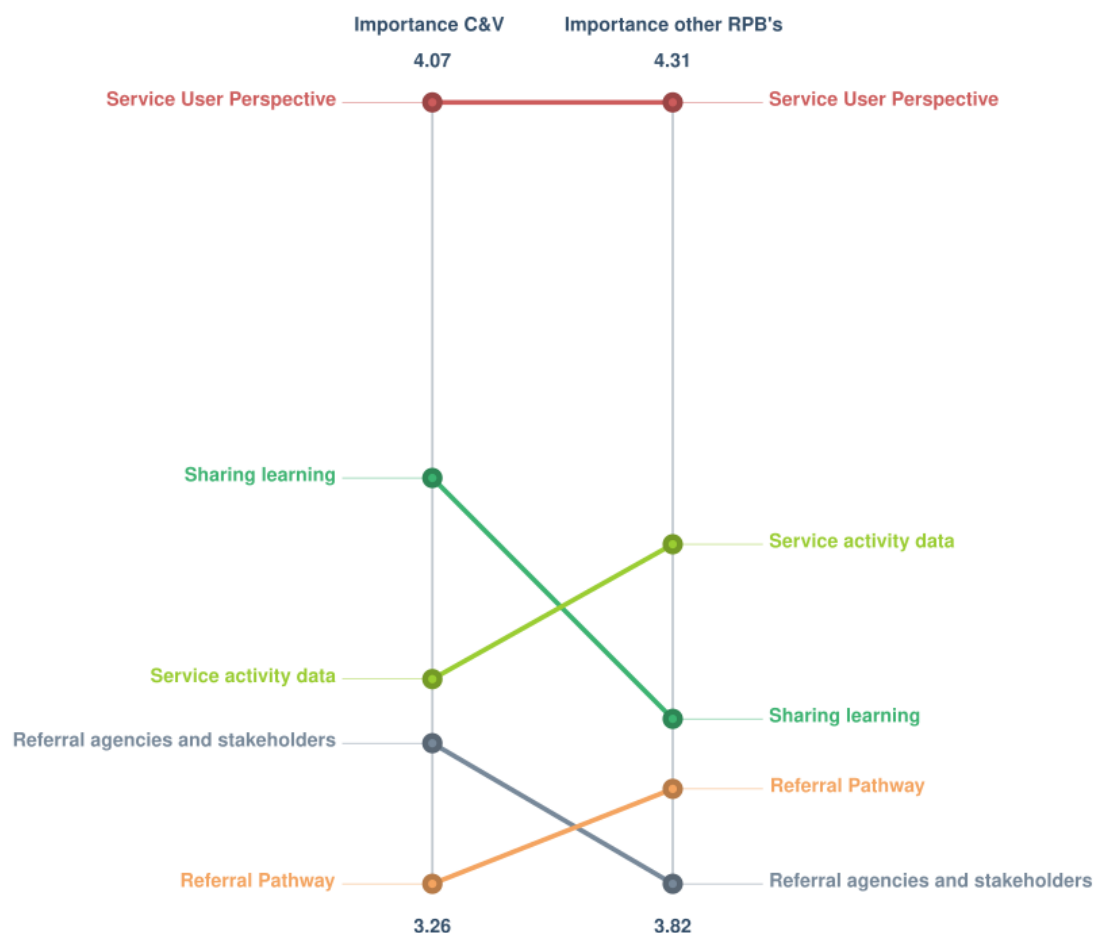 Importance C&V
Importance other RPB's
4.07
4.31
Service User Perspective
Service User Perspective
Sharing learning
Service activity data
Service activity data
Sharing learning
Referral agencies and stakeholders
Referral Pathway
Referral Pathway
Referral agencies and stakeholders
3.26
3.82